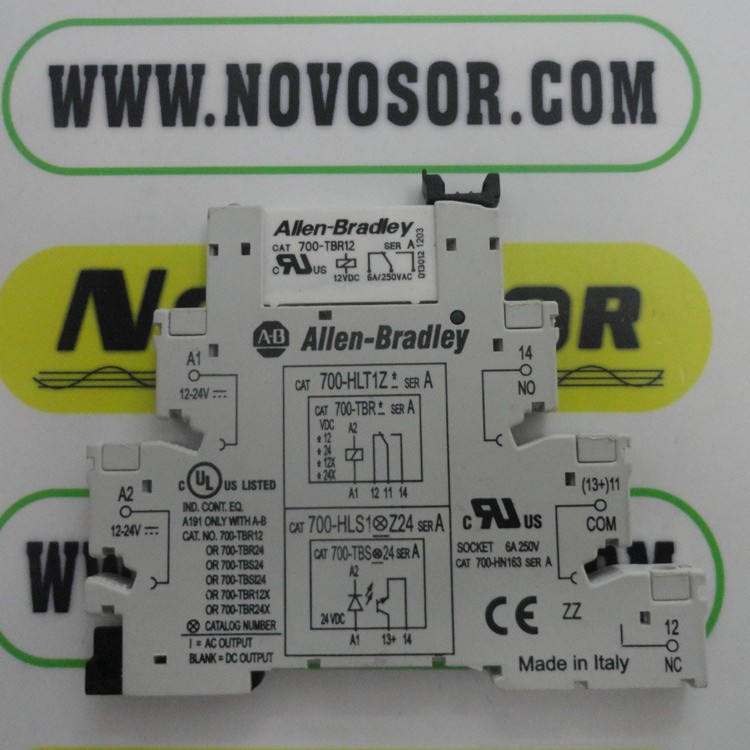 WWW.NOVOSOR.COM
Allen-Bradley
CAT 700-TBR12 SER A
C RU US 12VDC 6A/250VAC
013012 1203
NOVOSOR
A-B Allen-Bradley
A1
12-24V
14
NO
CAT 700-HLT1Z* SER A
CAT 700-TBR* SER A
VDC
* 12
* 24
* 12X
* 24X
A2
A1 12 11 14
A2
12-24V
C UL US LISTED
IND. CONT. EQ.
A191 ONLY WITH A-B
CAT. NO. 700-TBR12
OR 700-TBR24
OR 700-TBS24
OR 700-TBSI24
OR 700-TBR12X
OR 700-TBR24X
⊗ CATALOG NUMBER
I = AC OUTPUT
BLANK = DC OUTPUT
CAT 700-HLS1⊗Z24 SER A
CAT 700-TBS⊗24 SER A
A2
24 VDC
A1 13+ 14
(13+)11
COM
C RU US
SOCKET 6A 250V
CAT 700-HN163 SER A
CE ZZ
12
NC
Made in Italy